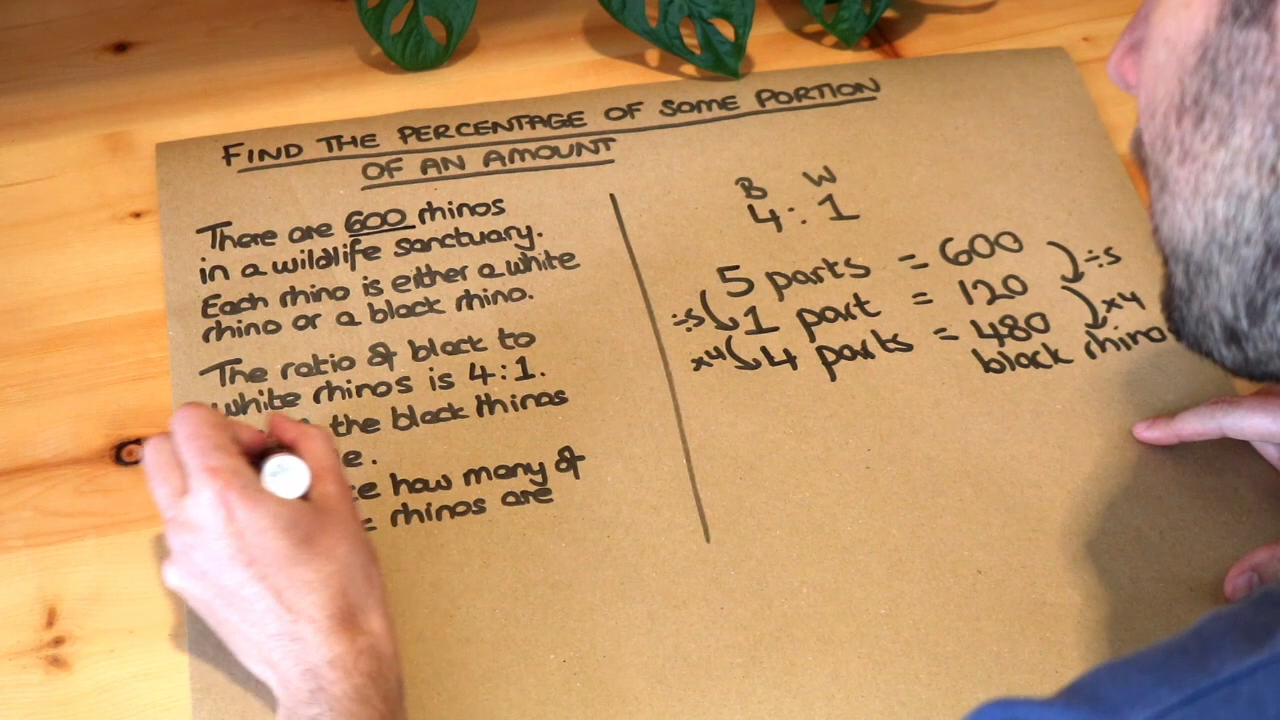 FIND THE PERCENTAGE OF SOME PORTION
OF AN AMOUNT
There are 600 rhinos
in a wildlife sanctuary.
Each rhino is either a white
rhino or a black rhino.
The ratio of black to
white rhinos is 4:1.
the black rhinos
e.
how many of
rhinos are
B W
4 : 1
5 parts = 600 ÷5
÷5 1 part = 120
x4 4 parts = 480 x4
black rhinos